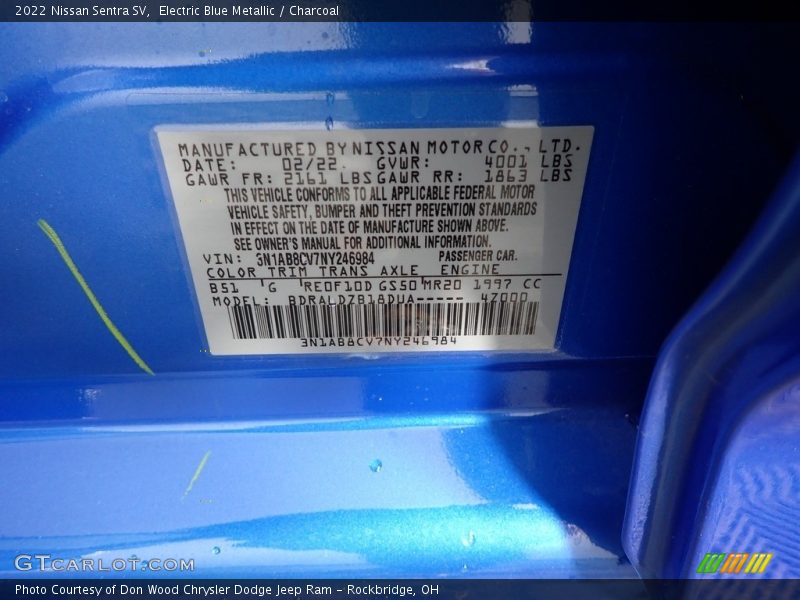 2022 Nissan Sentra SV,  Electric Blue Metallic / Charcoal
MANUFACTURED BY NISSAN MOTOR CO., LTD.
DATE: 02/22. GVWR: 4001 LBS
GAWR FR: 2161 LBS GAWR RR: 1863 LBS
THIS VEHICLE CONFORMS TO ALL APPLICABLE FEDERAL MOTOR
VEHICLE SAFETY, BUMPER AND THEFT PREVENTION STANDARDS
IN EFFECT ON THE DATE OF MANUFACTURE SHOWN ABOVE.
SEE OWNER'S MANUAL FOR ADDITIONAL INFORMATION.
VIN: 3N1AB8CV7NY246984 PASSENGER CAR.
COLOR TRIM TRANS AXLE ENGINE
B51 G RE0F10D GS50 MR20 1997 CC
MODEL: BDRALDZB18DUA----- 47000
3N1AB8CV7NY246984
GTCARLOT.COM
Photo Courtesy of Don Wood Chrysler Dodge Jeep Ram - Rockbridge, OH